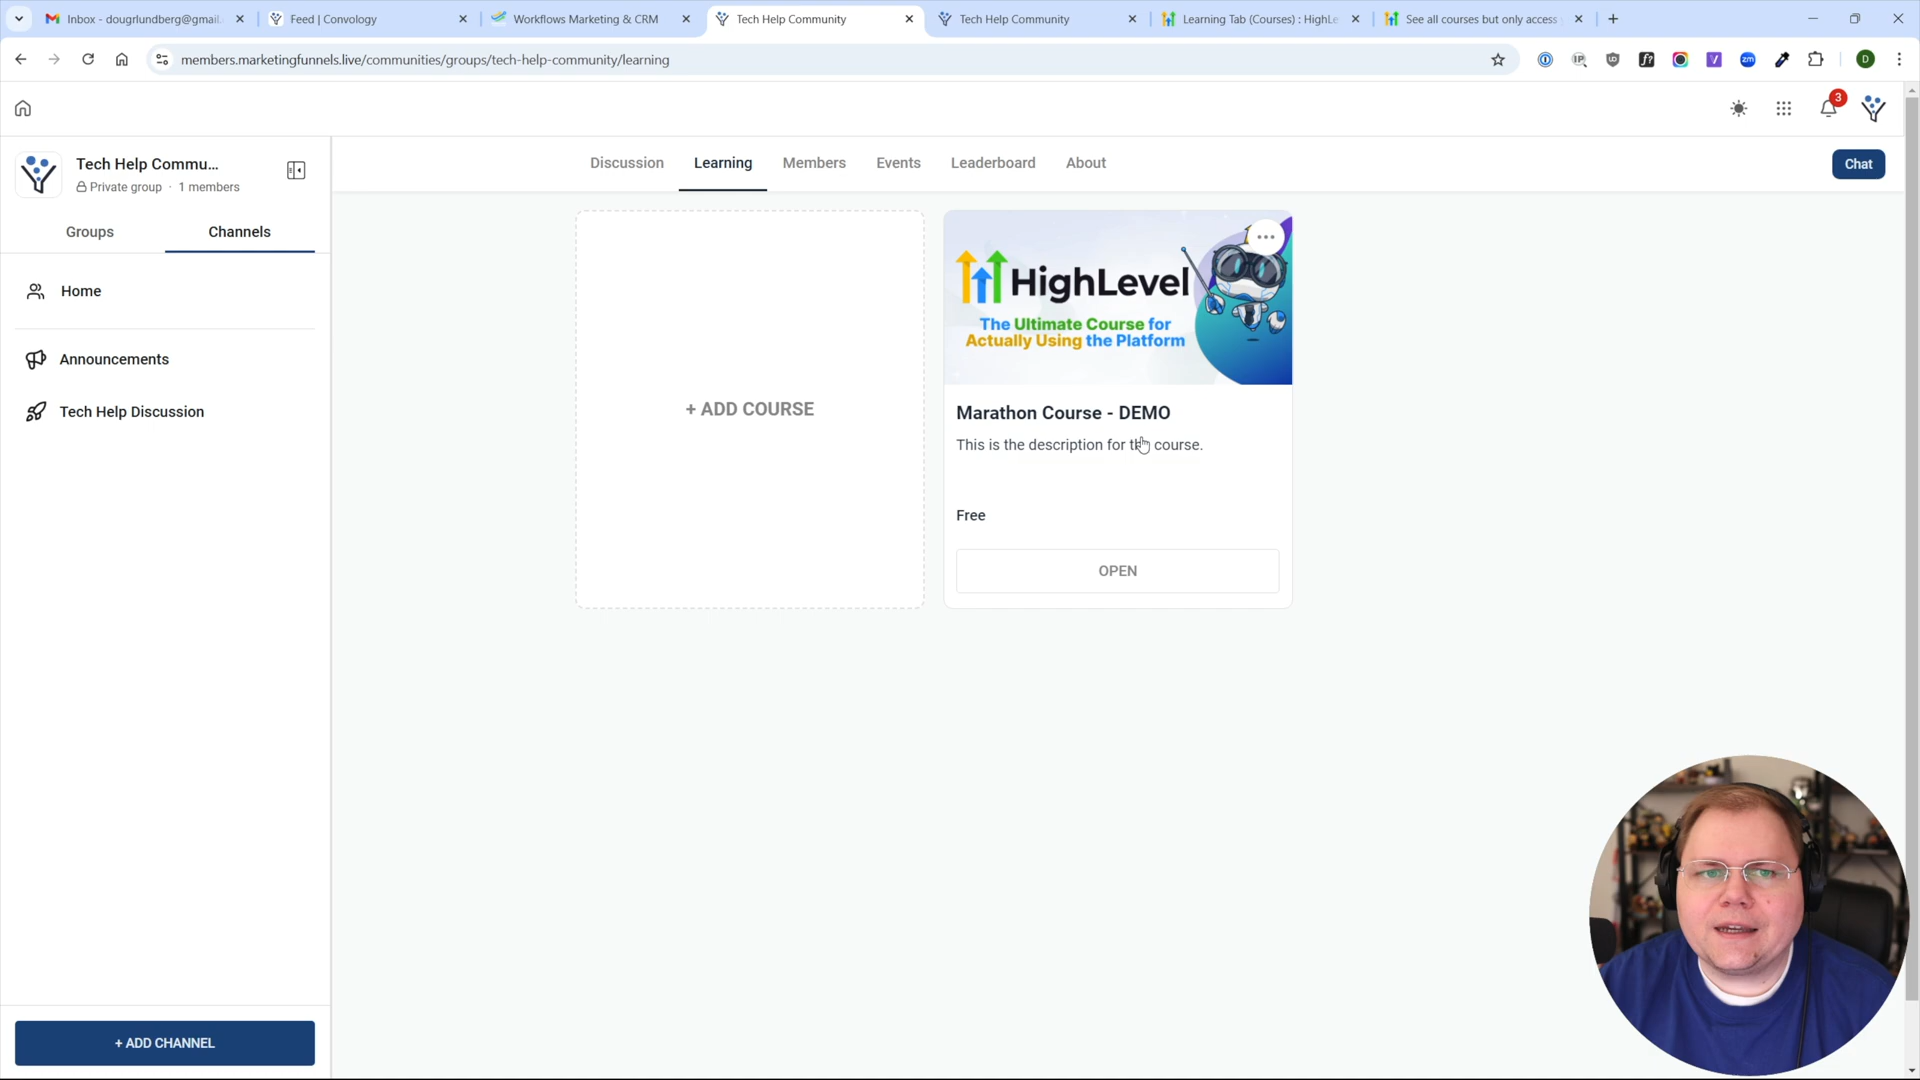 Inbox - dougrlundberg@gmail.
Feed | Convology
Workflows Marketing & CRM
Tech Help Community
Tech Help Community
Learning Tab (Courses) : HighLe
See all courses but only access
members.marketingfunnels.live/communities/groups/tech-help-community/learning
IP
f?
V
zm
D
3
Tech Help Commu...
Private group · 1 members
Discussion
Learning
Members
Events
Leaderboard
About
Chat
Groups
Channels
Home
Announcements
Tech Help Discussion
+ ADD COURSE
HighLevel
The Ultimate Course for
Actually Using the Platform
Marathon Course - DEMO
This is the description for the course.
Free
OPEN
+ ADD CHANNEL